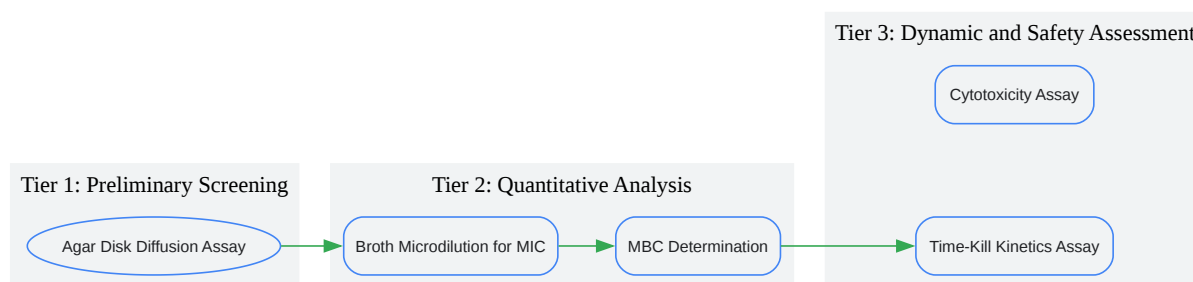 Tier 3: Dynamic and Safety Assessment
Cytotoxicity Assay
Tier 1: Preliminary Screening
Tier 2: Quantitative Analysis
Agar Disk Diffusion Assay
Broth Microdilution for MIC
MBC Determination
Time-Kill Kinetics Assay